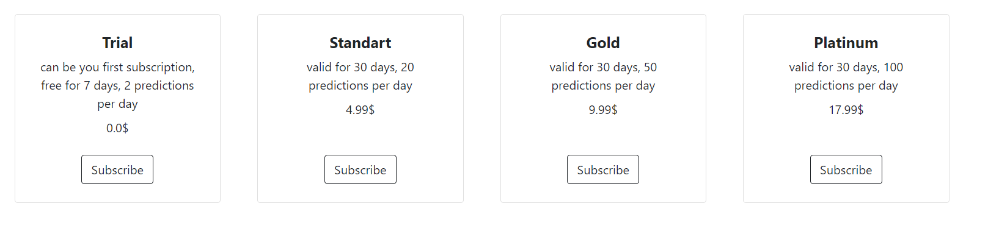 Trial
can be you first subscription,
free for 7 days, 2 predictions
per day
0.0$
Subscribe
Standart
valid for 30 days, 20
predictions per day
4.99$
Subscribe
Gold
valid for 30 days, 50
predictions per day
9.99$
Subscribe
Platinum
valid for 30 days, 100
predictions per day
17.99$
Subscribe